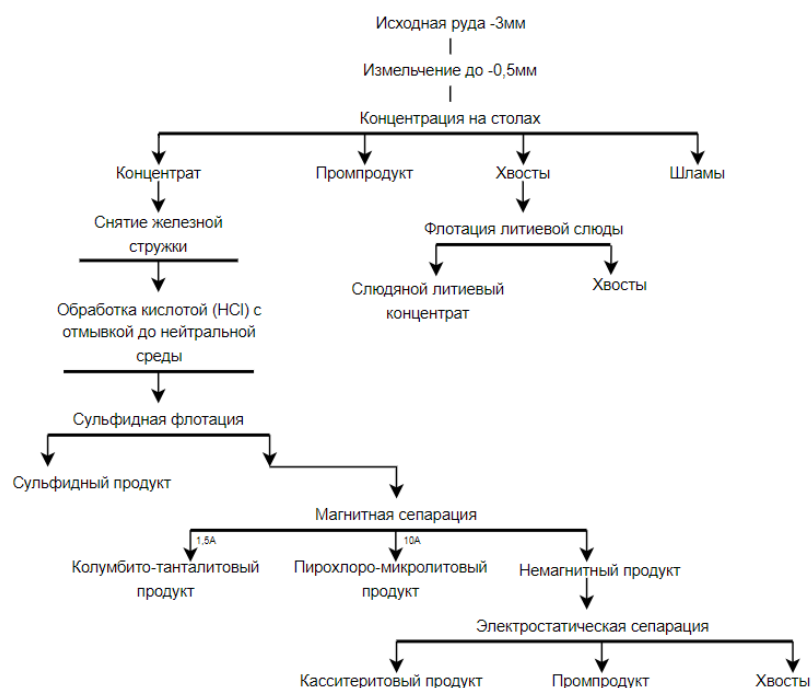 Исходная руда -3мм
Измельчение до -0,5мм
Концентрация на столах
Концентрат
Промпродукт
Хвосты
Шламы
Снятие железной
стружки
Флотация литиевой слюды
Слюдяной литиевый
концентрат
Хвосты
Обработка кислотой (HCl) с
отмывкой до нейтральной
среды
Сульфидная флотация
Сульфидный продукт
Магнитная сепарация
1,5А
10А
Колумбито-танталитовый
продукт
Пирохлоро-микролитовый
продукт
Немагнитный продукт
Электростатическая сепарация
Касситеритовый продукт
Промпродукт
Хвосты